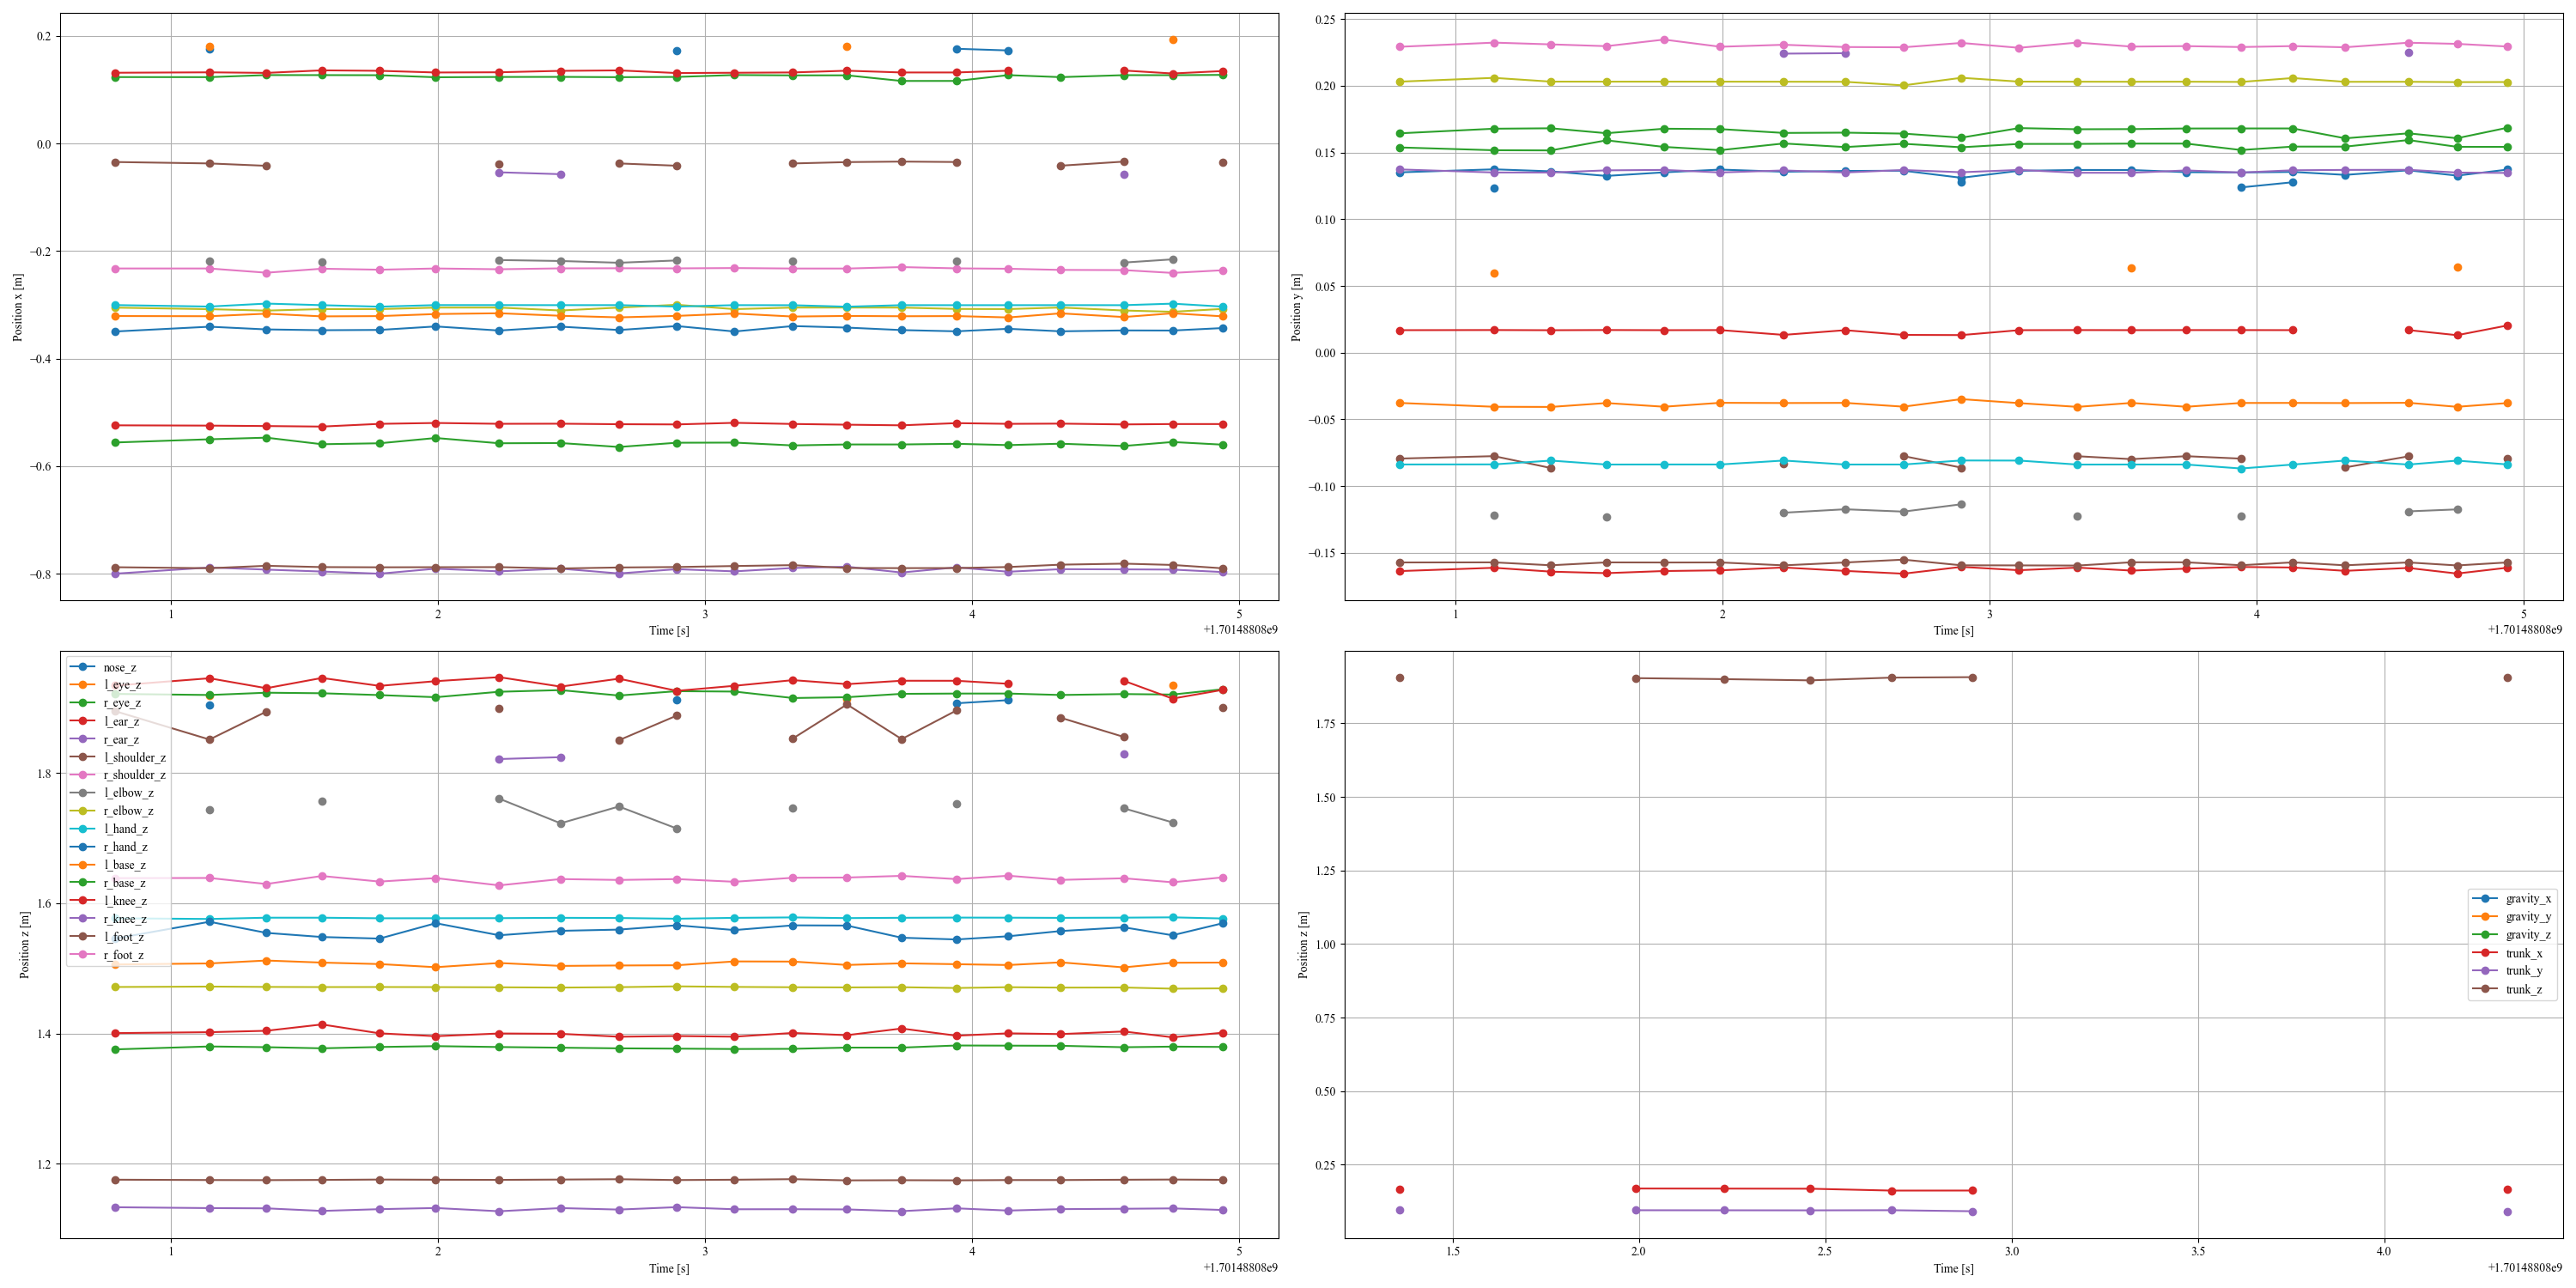 0.2
0.0
−0.2
−0.4
−0.6
−0.8
Position x [m]
1 2 3 4 5
Time [s]
+1.70148808e9
0.25
0.20
0.15
0.10
0.05
0.00
−0.05
−0.10
−0.15
Position y [m]
1 2 3 4 5
Time [s]
+1.70148808e9
nose_z
l_eye_z
r_eye_z
l_ear_z
r_ear_z
l_shoulder_z
r_shoulder_z
l_elbow_z
r_elbow_z
l_hand_z
r_hand_z
l_base_z
r_base_z
l_knee_z
r_knee_z
l_foot_z
r_foot_z
1.8
1.6
1.4
1.2
Position z [m]
1 2 3 4 5
Time [s]
+1.70148808e9
1.75
1.50
1.25
1.00
0.75
0.50
0.25
Position z [m]
gravity_x
gravity_y
gravity_z
trunk_x
trunk_y
trunk_z
1.5 2.0 2.5 3.0 3.5 4.0
Time [s]
+1.70148808e9